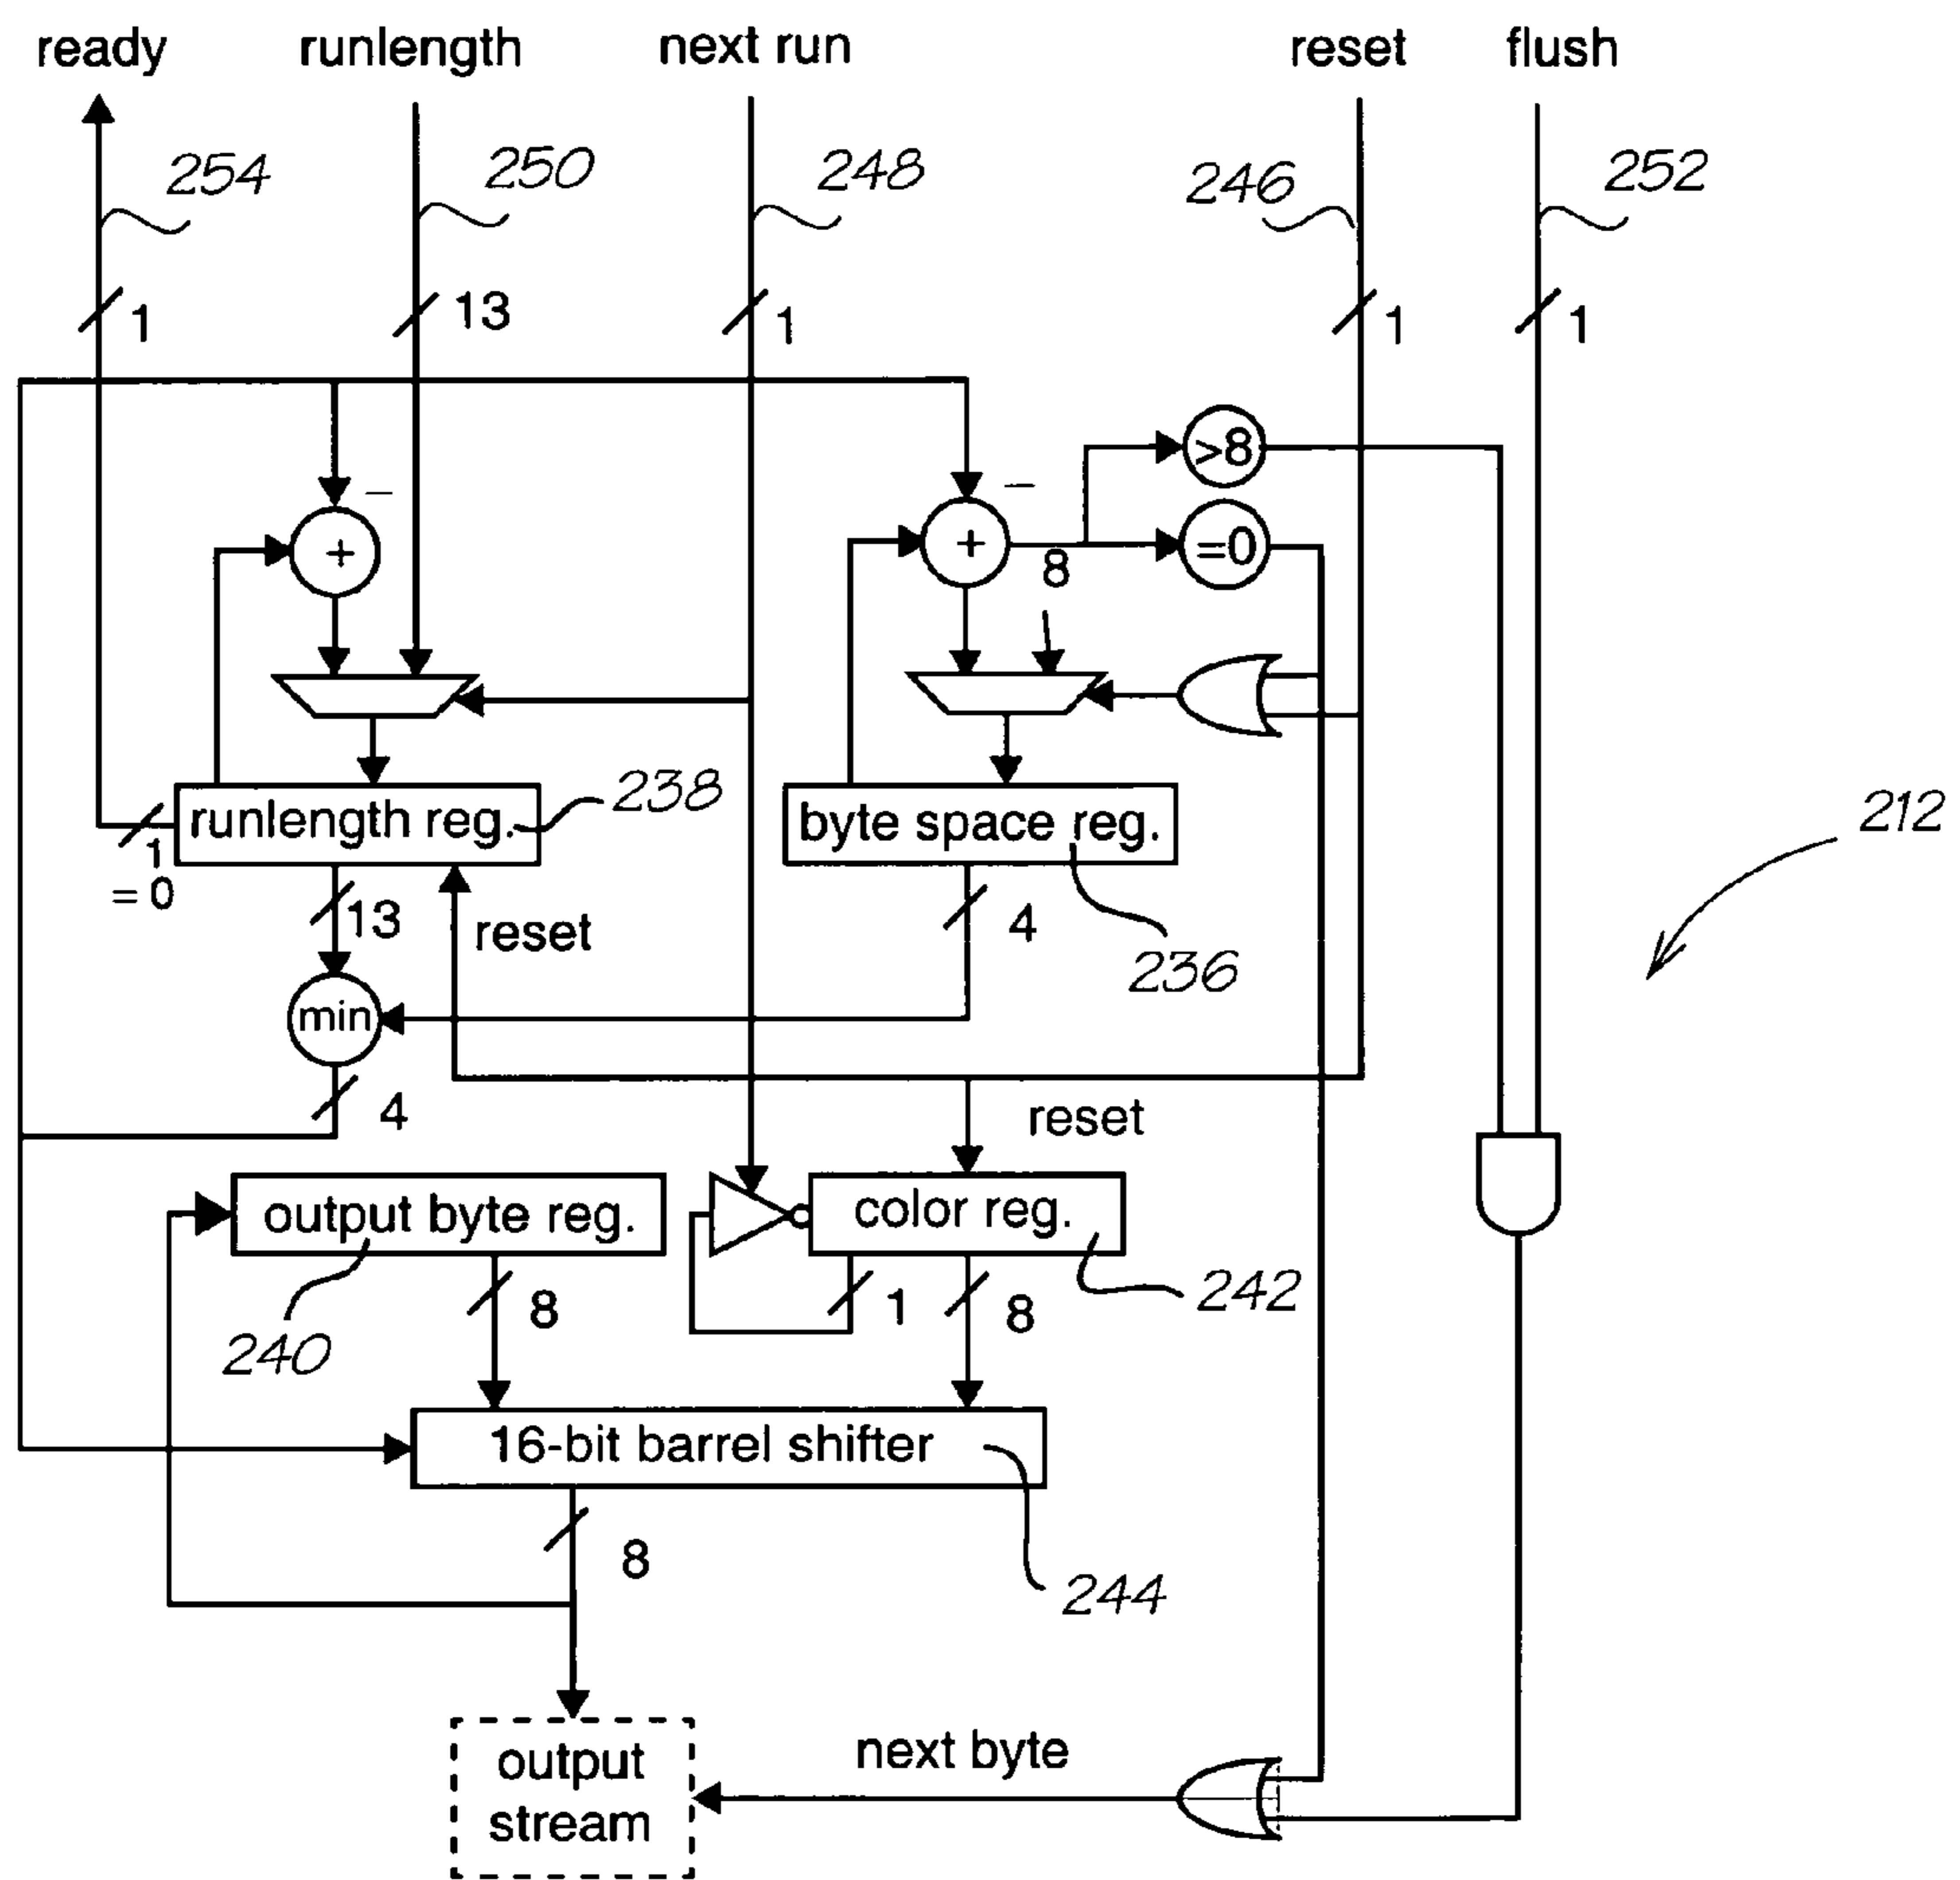 ready runlength next run reset flush
254 250 248 246 252
1 13 1 1 1
>8
–
–
+ + =0
8
runlength reg. 238 byte space reg. 212
1
= 0
13 reset 4
236
min
4 reset
output byte reg. color reg.
8 1 8 242
240
16-bit barrel shifter
8
244
next byte
output
stream